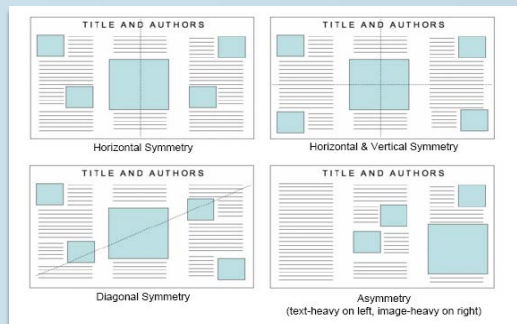 TITLE AND AUTHORS
TITLE AND AUTHORS
Horizontal Symmetry
Horizontal & Vertical Symmetry
TITLE AND AUTHORS
TITLE AND AUTHORS
Diagonal Symmetry
Asymmetry
(text-heavy on left, image-heavy on right)